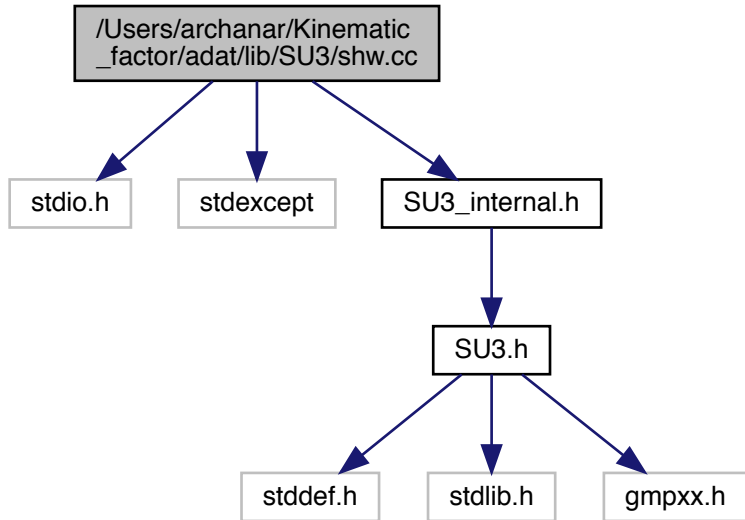 /Users/archanar/Kinematic
_factor/adat/lib/SU3/shw.cc
stdio.h
stdexcept
SU3_internal.h
SU3.h
stddef.h
stdlib.h
gmpxx.h